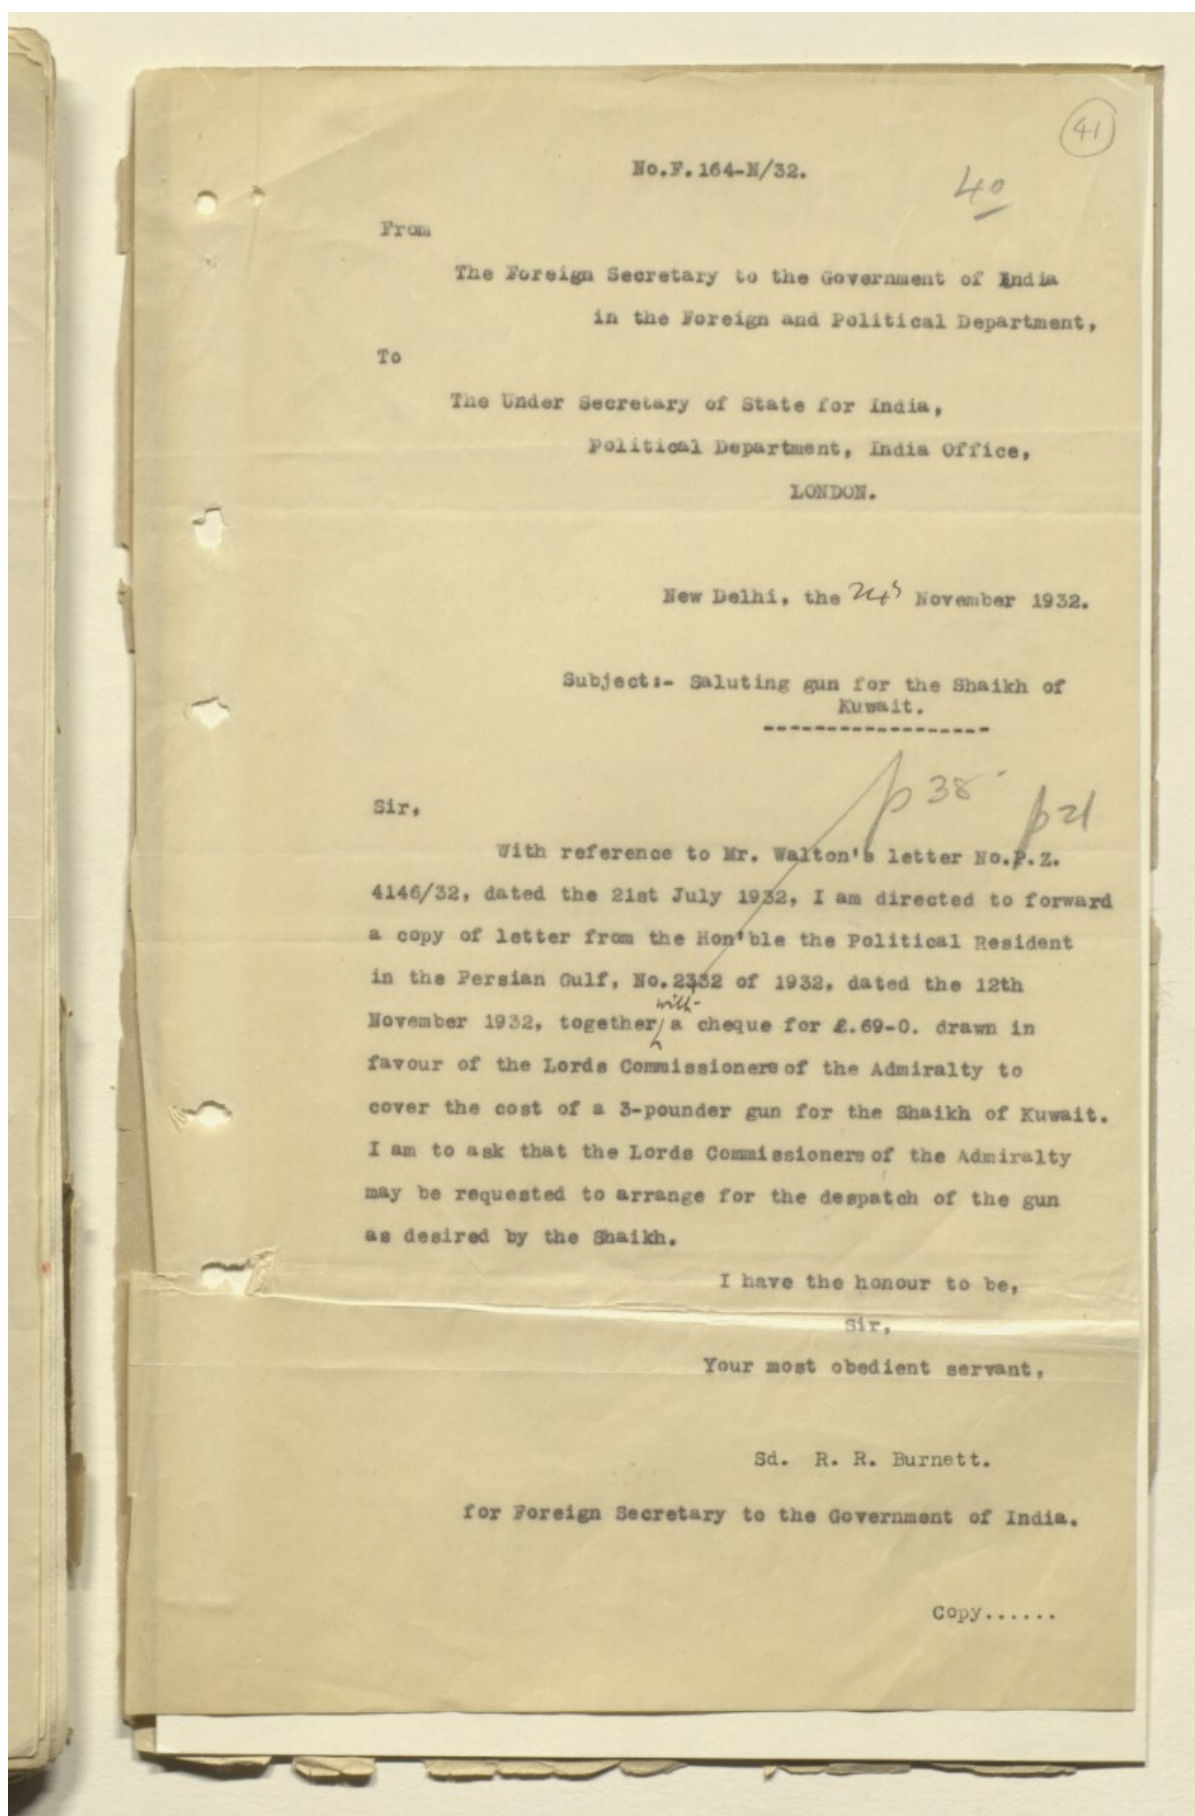 41
No.F.164-N/32.
40
From
The Foreign Secretary to the Government of India
in the Foreign and Political Department,
To
The Under Secretary of State for India,
Political Department, India Office,
LONDON.
New Delhi, the November 1932.
Subject:- Saluting gun for the Shaikh of
Kuwait.
------------------
p 38
p 21
Sir,
With reference to Mr. Walton's letter No.P.Z.
4146/32, dated the 21st July 1932, I am directed to forward
a copy of letter from the Hon'ble the Political Resident
in the Persian Gulf, No.2332 of 1932, dated the 12th
with
November 1932, together a cheque for £.69-0. drawn in
favour of the Lords Commissioners of the Admiralty to
cover the cost of a 3-pounder gun for the Shaikh of Kuwait.
I am to ask that the Lords Commissioners of the Admiralty
may be requested to arrange for the despatch of the gun
as desired by the Shaikh.
I have the honour to be,
Sir,
Your most obedient servant,
Sd. R. R. Burnett.
for Foreign Secretary to the Government of India.
Copy......